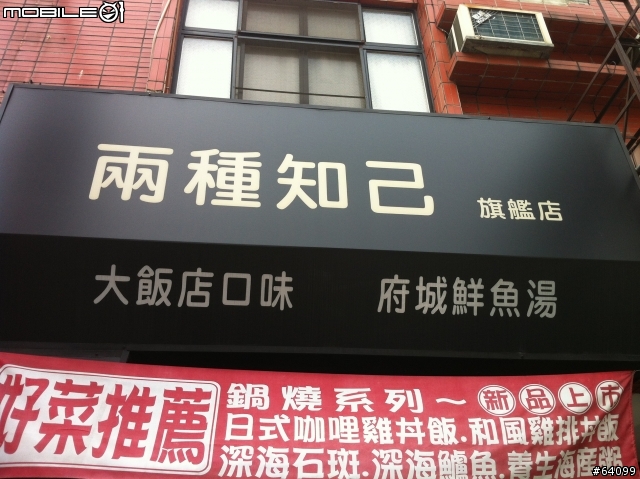 mobile01
兩種知己 旗艦店
大飯店口味 府城鮮魚湯
好菜推薦
鍋燒系列~ 新品上市
日式咖哩雞丼飯.和風雞排丼飯
深海石斑.深海鱸魚.養生海產粥
#64099